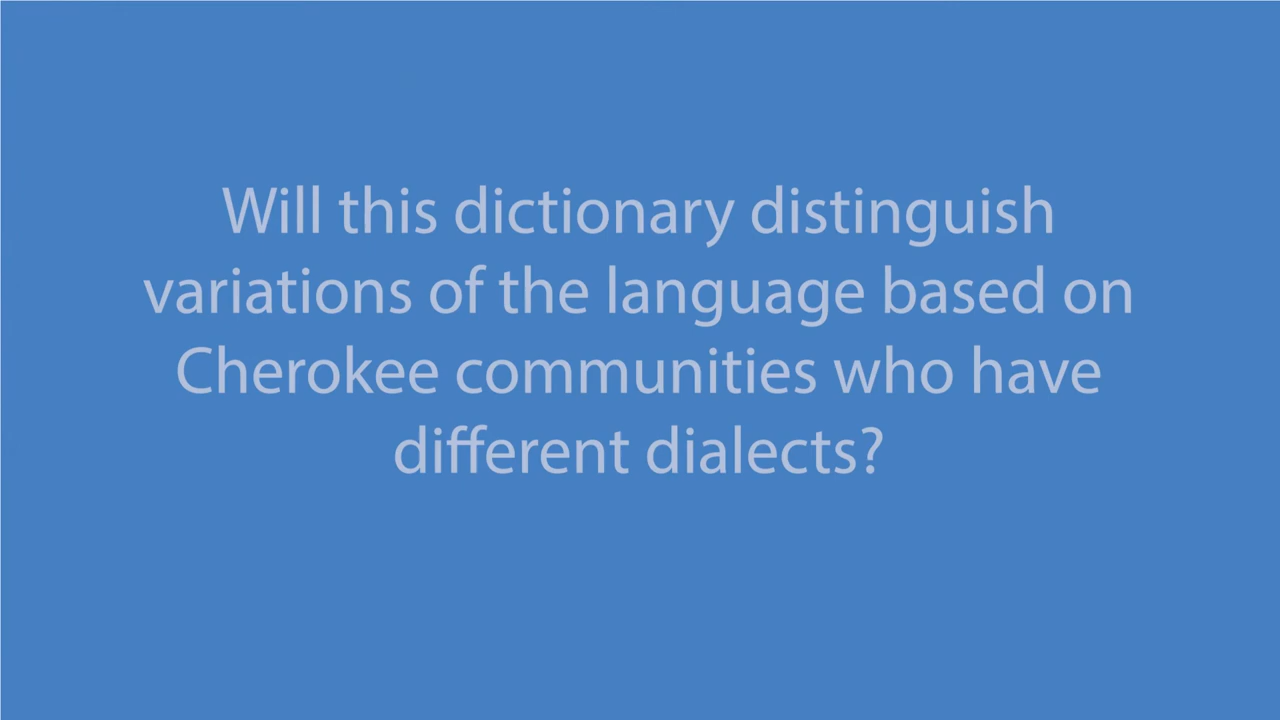 Will this dictionary distinguish
variations of the language based on
Cherokee communities who have
different dialects?